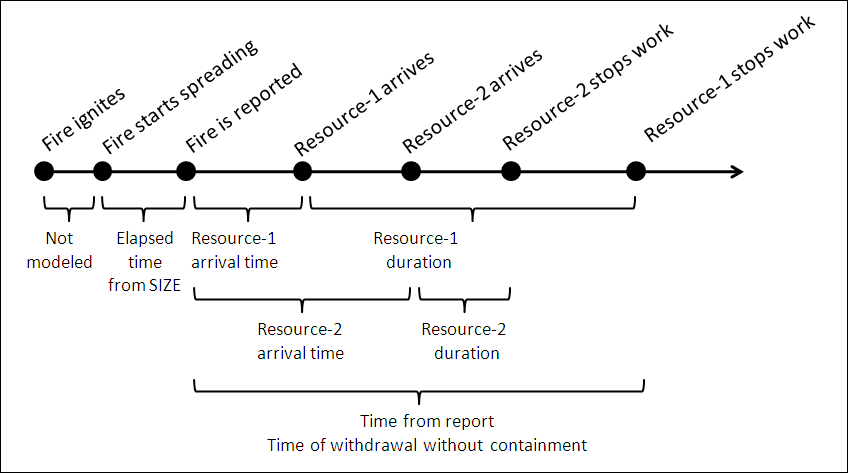 Fire ignites
Fire starts spreading
Fire is reported
Resource-1 arrives
Resource-2 arrives
Resource-2 stops work
Resource-1 stops work
Not
modeled
Elapsed
time
from SIZE
Resource-1
arrival time
Resource-1
duration
Resource-2
arrival time
Resource-2
duration
Time from report
Time of withdrawal without containment